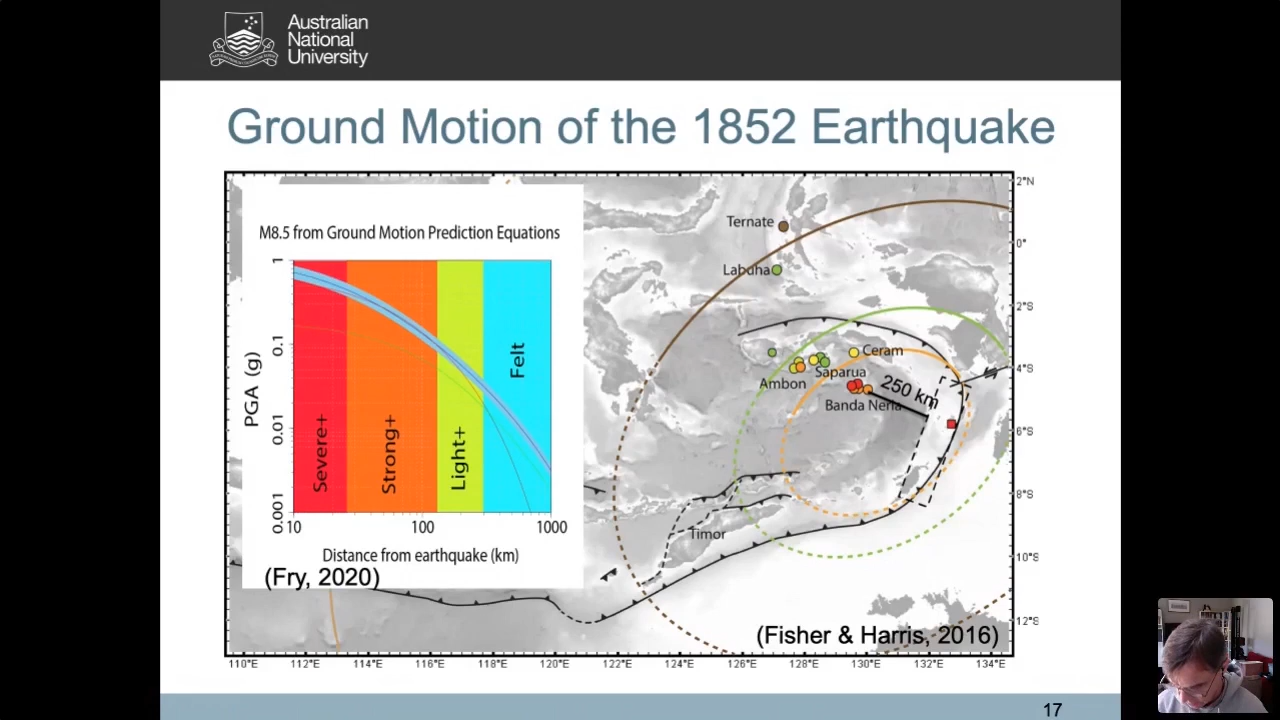 Australian
National
University
Ground Motion of the 1852 Earthquake
M8.5 from Ground Motion Prediction Equations
1
0.1
0.01
0.001
PGA (g)
Severe+
Strong+
Light+
Felt
10
100
1000
Distance from earthquake (km)
(Fry, 2020)
Ternate
Labuha
Ceram
Saparua
Ambon
Banda Neria
250 km
Timor
(Fisher & Harris, 2016)
2°N
0°
2°S
4°S
6°S
8°S
10°S
12°S
110°E
112°E
114°E
116°E
118°E
120°E
122°E
124°E
126°E
128°E
130°E
132°E
134°E
17